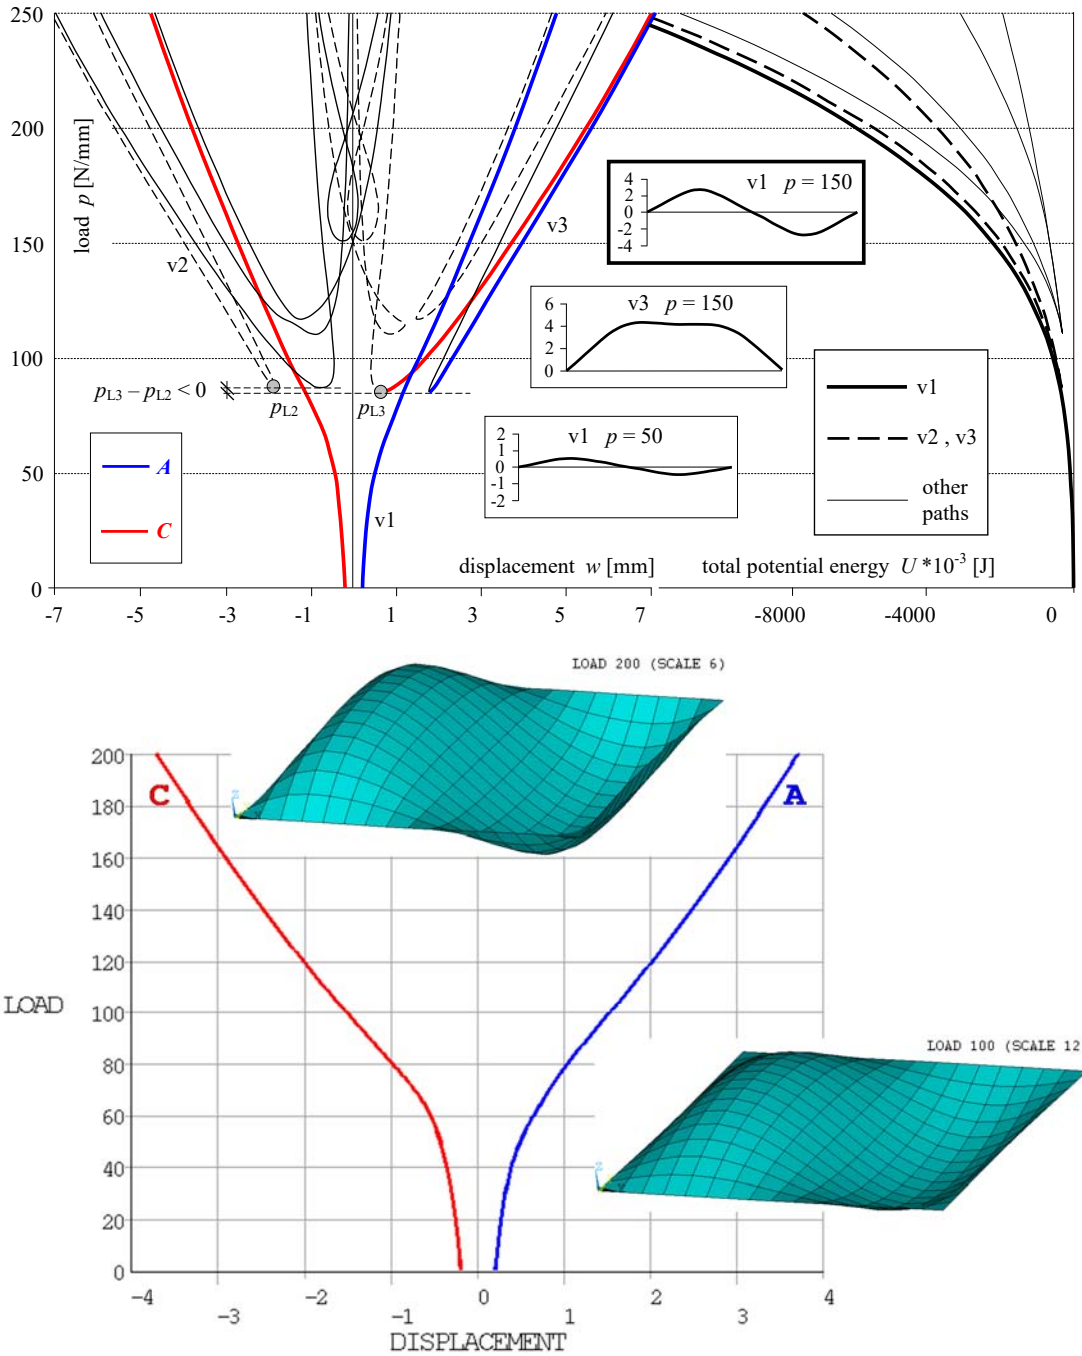 250
200
150
100
50
0
load p [N/mm]
v2
v3
v1
pL3 – pL2 < 0
pL2
pL3
A
C
4
2
0
-2
-4
v1 p = 150
6
4
2
0
v3 p = 150
2
1
0
-1
-2
v1 p = 50
v1
v2 , v3
other
paths
displacement w [mm]
total potential energy U *10-3 [J]
-7
-5
-3
-1
1
3
5
7
-8000
-4000
0
LOAD 200 (SCALE 6)
200
180
160
140
120
100
80
60
40
20
0
LOAD
C
A
LOAD 100 (SCALE 12
-4
-3
-2
-1
0
1
2
3
4
DISPLACEMENT